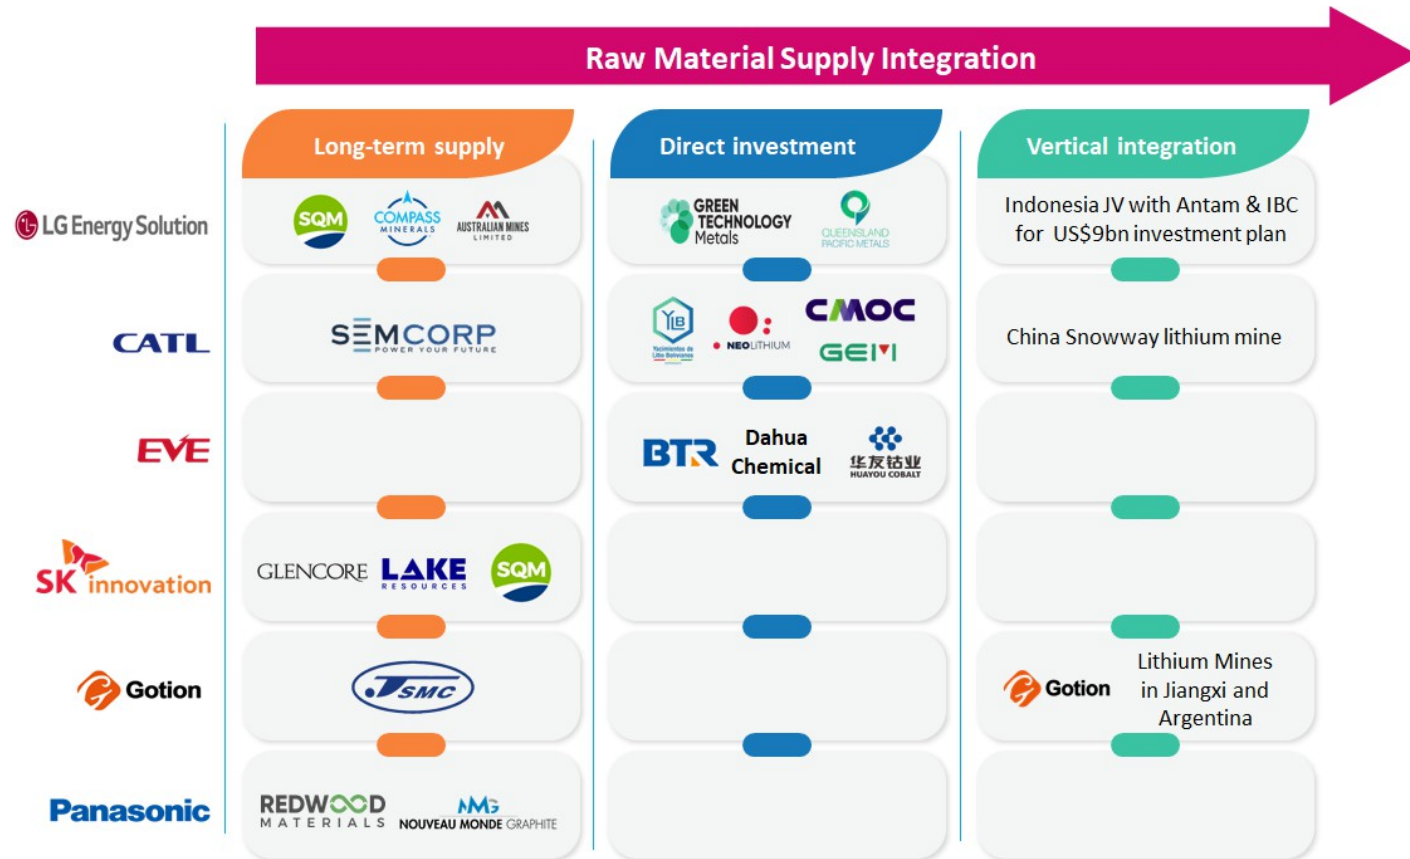 Raw Material Supply Integration
Long-term supply
Direct investment
Vertical integration
LG Energy Solution
SQM
COMPASS
MINERALS
AUSTRALIAN MINES
LIMITED
GREEN
TECHNOLOGY
Metals
QUEENSLAND
PACIFIC METALS
Indonesia JV with Antam & IBC
for US$9bn investment plan
CATL
SEMCORP
POWER YOUR FUTURE
YLB
Yacimientos de
Litio Bolivianos
NEOLITHIUM
CMOC
GEM
China Snowway lithium mine
EVE
BTR
Dahua
Chemical
华友钴业
HUAYOU COBALT
SK innovation
GLENCORE
LAKE
RESOURCES
SQM
Gotion
JSMC
Gotion
Lithium Mines
in Jiangxi and
Argentina
Panasonic
REDWOOD
MATERIALS
NMG
NOUVEAU MONDE GRAPHITE